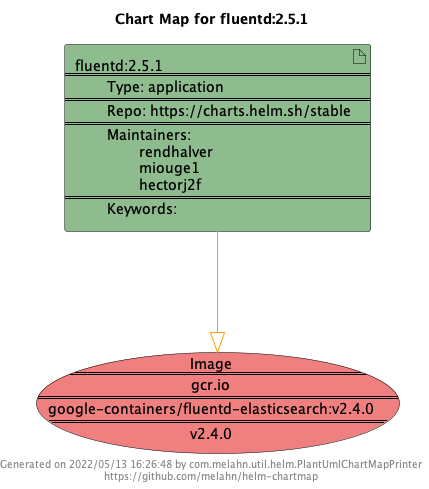 Chart Map for fluentd:2.5.1
fluentd:2.5.1
Type: application
Repo: https://charts.helm.sh/stable
Maintainers:
rendhalver
miouge1
hectorj2f
Keywords:
Image
gcr.io
google-containers/fluentd-elasticsearch:v2.4.0
v2.4.0
Generated on 2022/05/13 16:26:48 by com.melahn.util.helm.PlantUmlChartMapPrinter
https://github.com/melahn/helm-chartmap